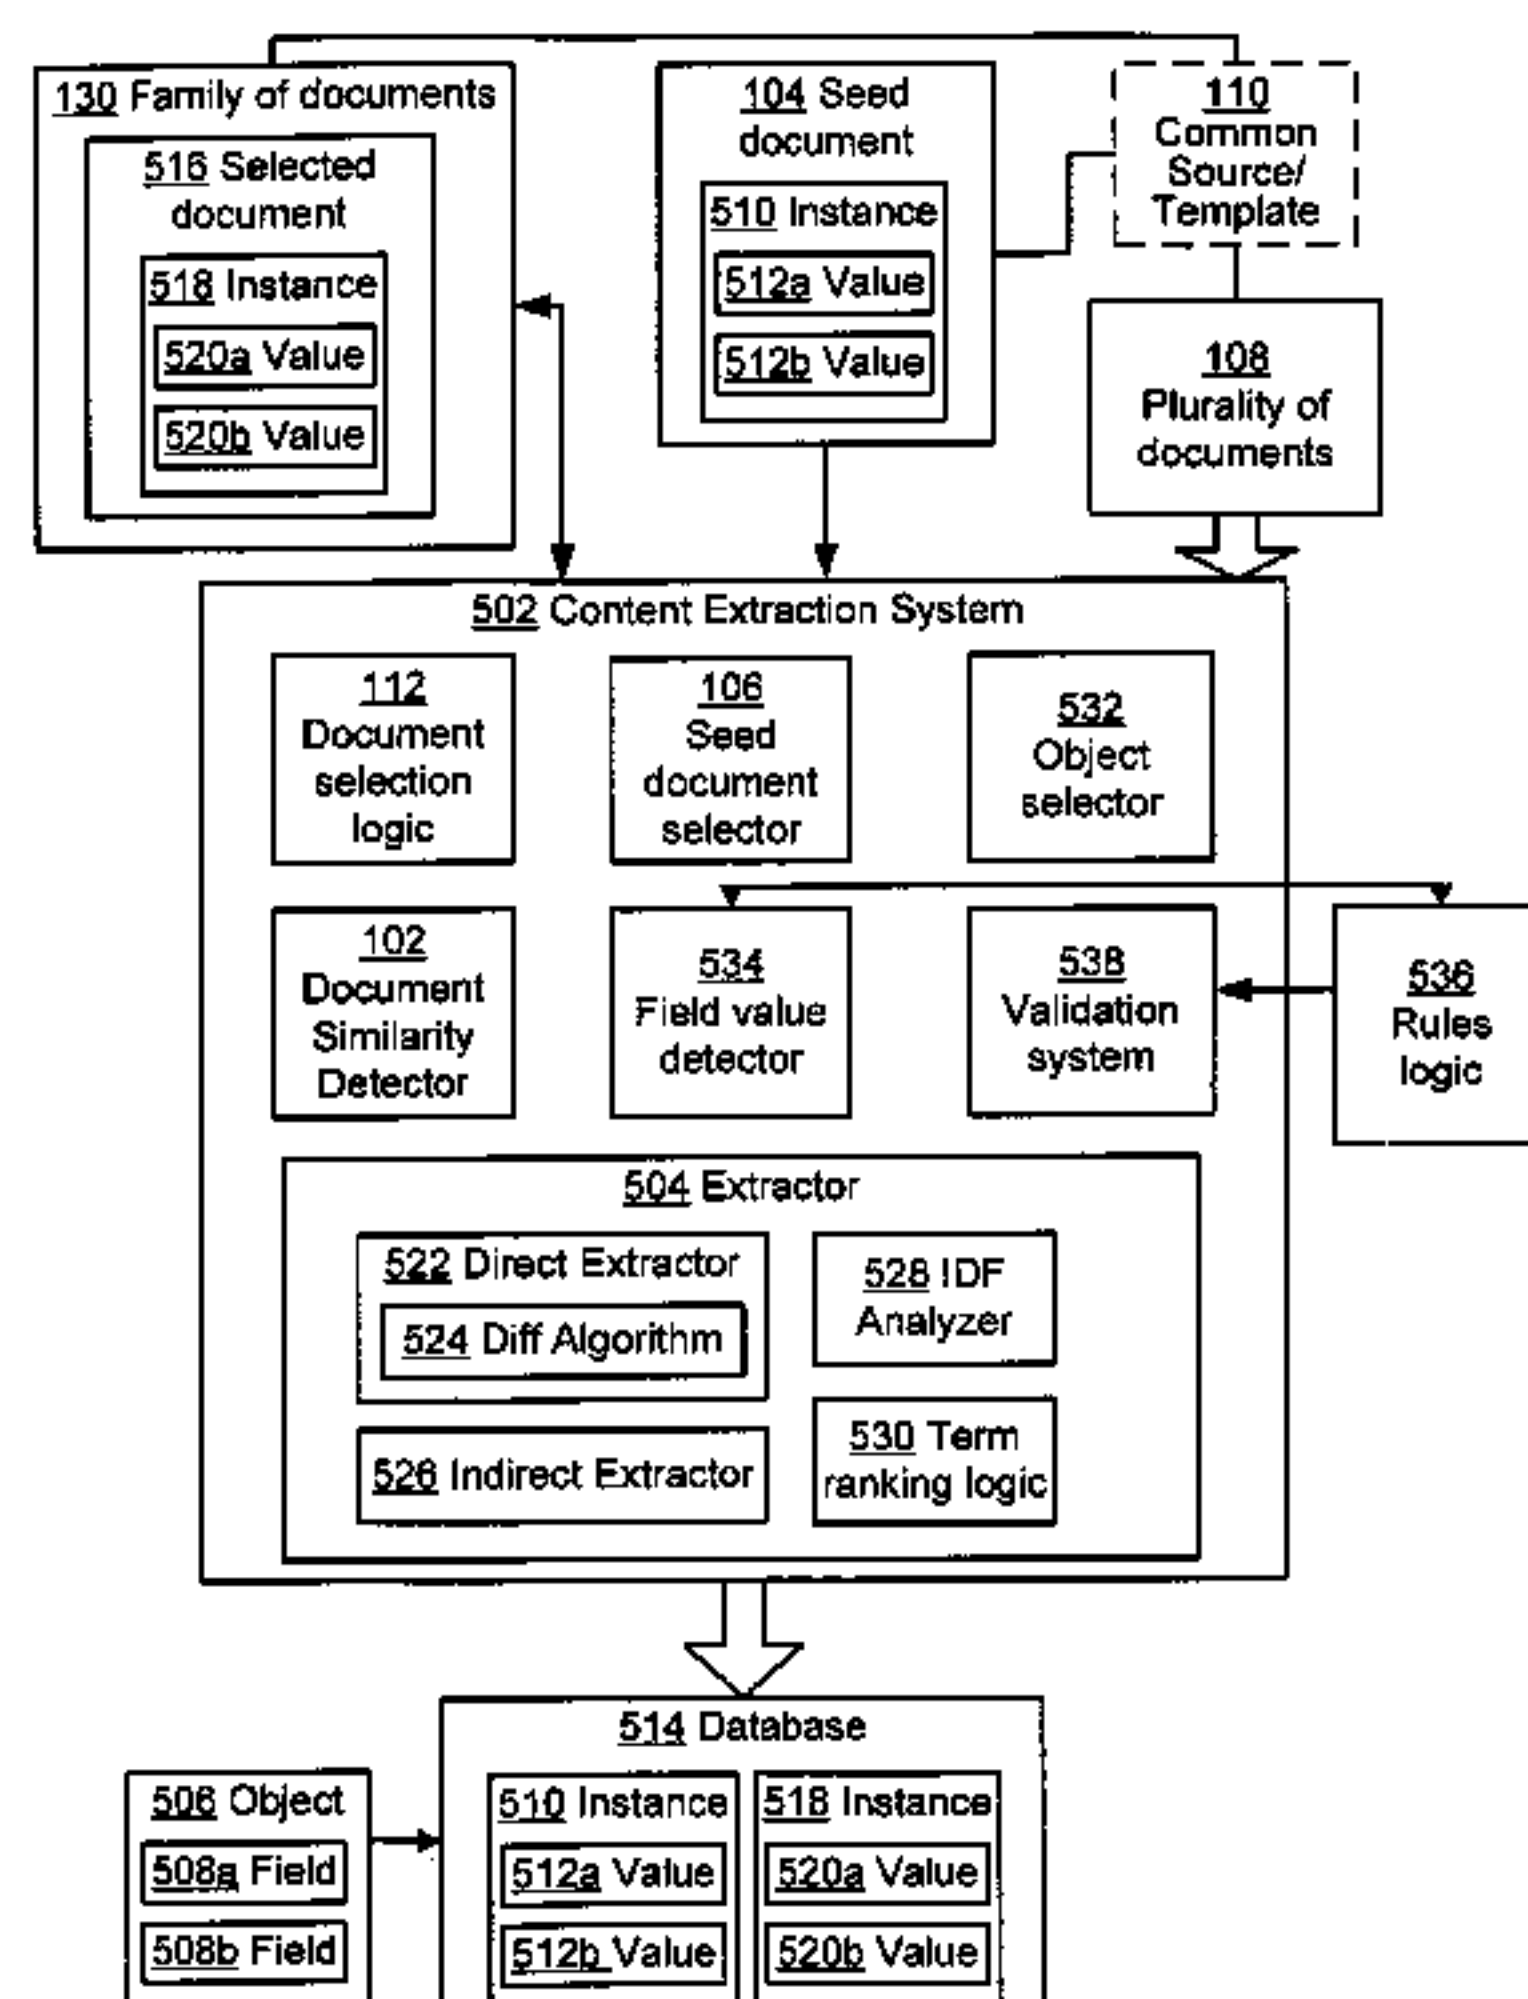 130 Family of documents
516 Selected
document
518 Instance
520a Value
520b Value
104 Seed
document
510 Instance
512a Value
512b Value
110
Common
Source/
Template
108
Plurality of
documents
502 Content Extraction System
112
Document
selection
logic
106
Seed
document
selector
532
Object
selector
102
Document
Similarity
Detector
534
Field value
detector
538
Validation
system
536
Rules
logic
504 Extractor
522 Direct Extractor
524 Diff Algorithm
526 Indirect Extractor
528 IDF
Analyzer
530 Term
ranking logic
514 Database
506 Object
508a Field
508b Field
510 Instance
512a Value
512b Value
518 Instance
520a Value
520b Value